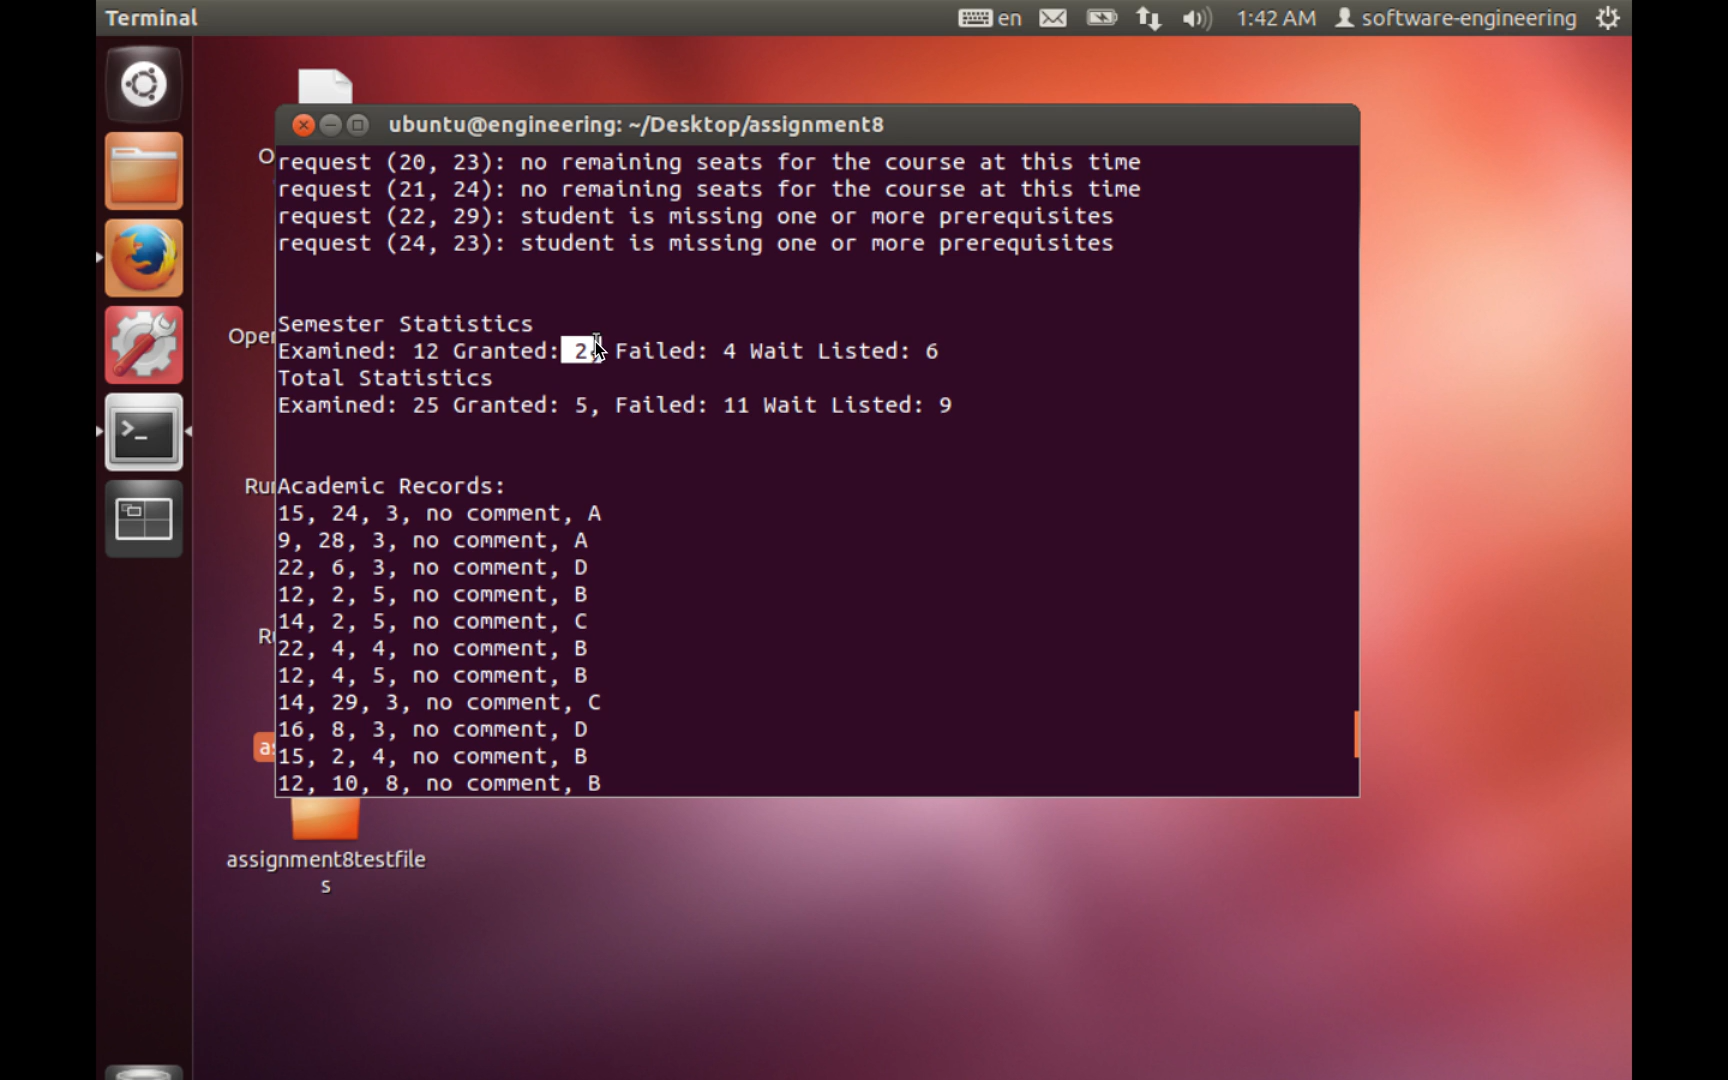 Terminal
en
1:42 AM
software-engineering
ubuntu@engineering: ~/Desktop/assignment8
request (20, 23): no remaining seats for the course at this time
request (21, 24): no remaining seats for the course at this time
request (22, 29): student is missing one or more prerequisites
request (24, 23): student is missing one or more prerequisites
Semester Statistics
Examined: 12 Granted: 2, Failed: 4 Wait Listed: 6
Total Statistics
Examined: 25 Granted: 5, Failed: 11 Wait Listed: 9
Academic Records:
15, 24, 3, no comment, A
9, 28, 3, no comment, A
22, 6, 3, no comment, D
12, 2, 5, no comment, B
14, 2, 5, no comment, C
22, 4, 4, no comment, B
12, 4, 5, no comment, B
14, 29, 3, no comment, C
16, 8, 3, no comment, D
15, 2, 4, no comment, B
12, 10, 8, no comment, B
assignment8testfile
s